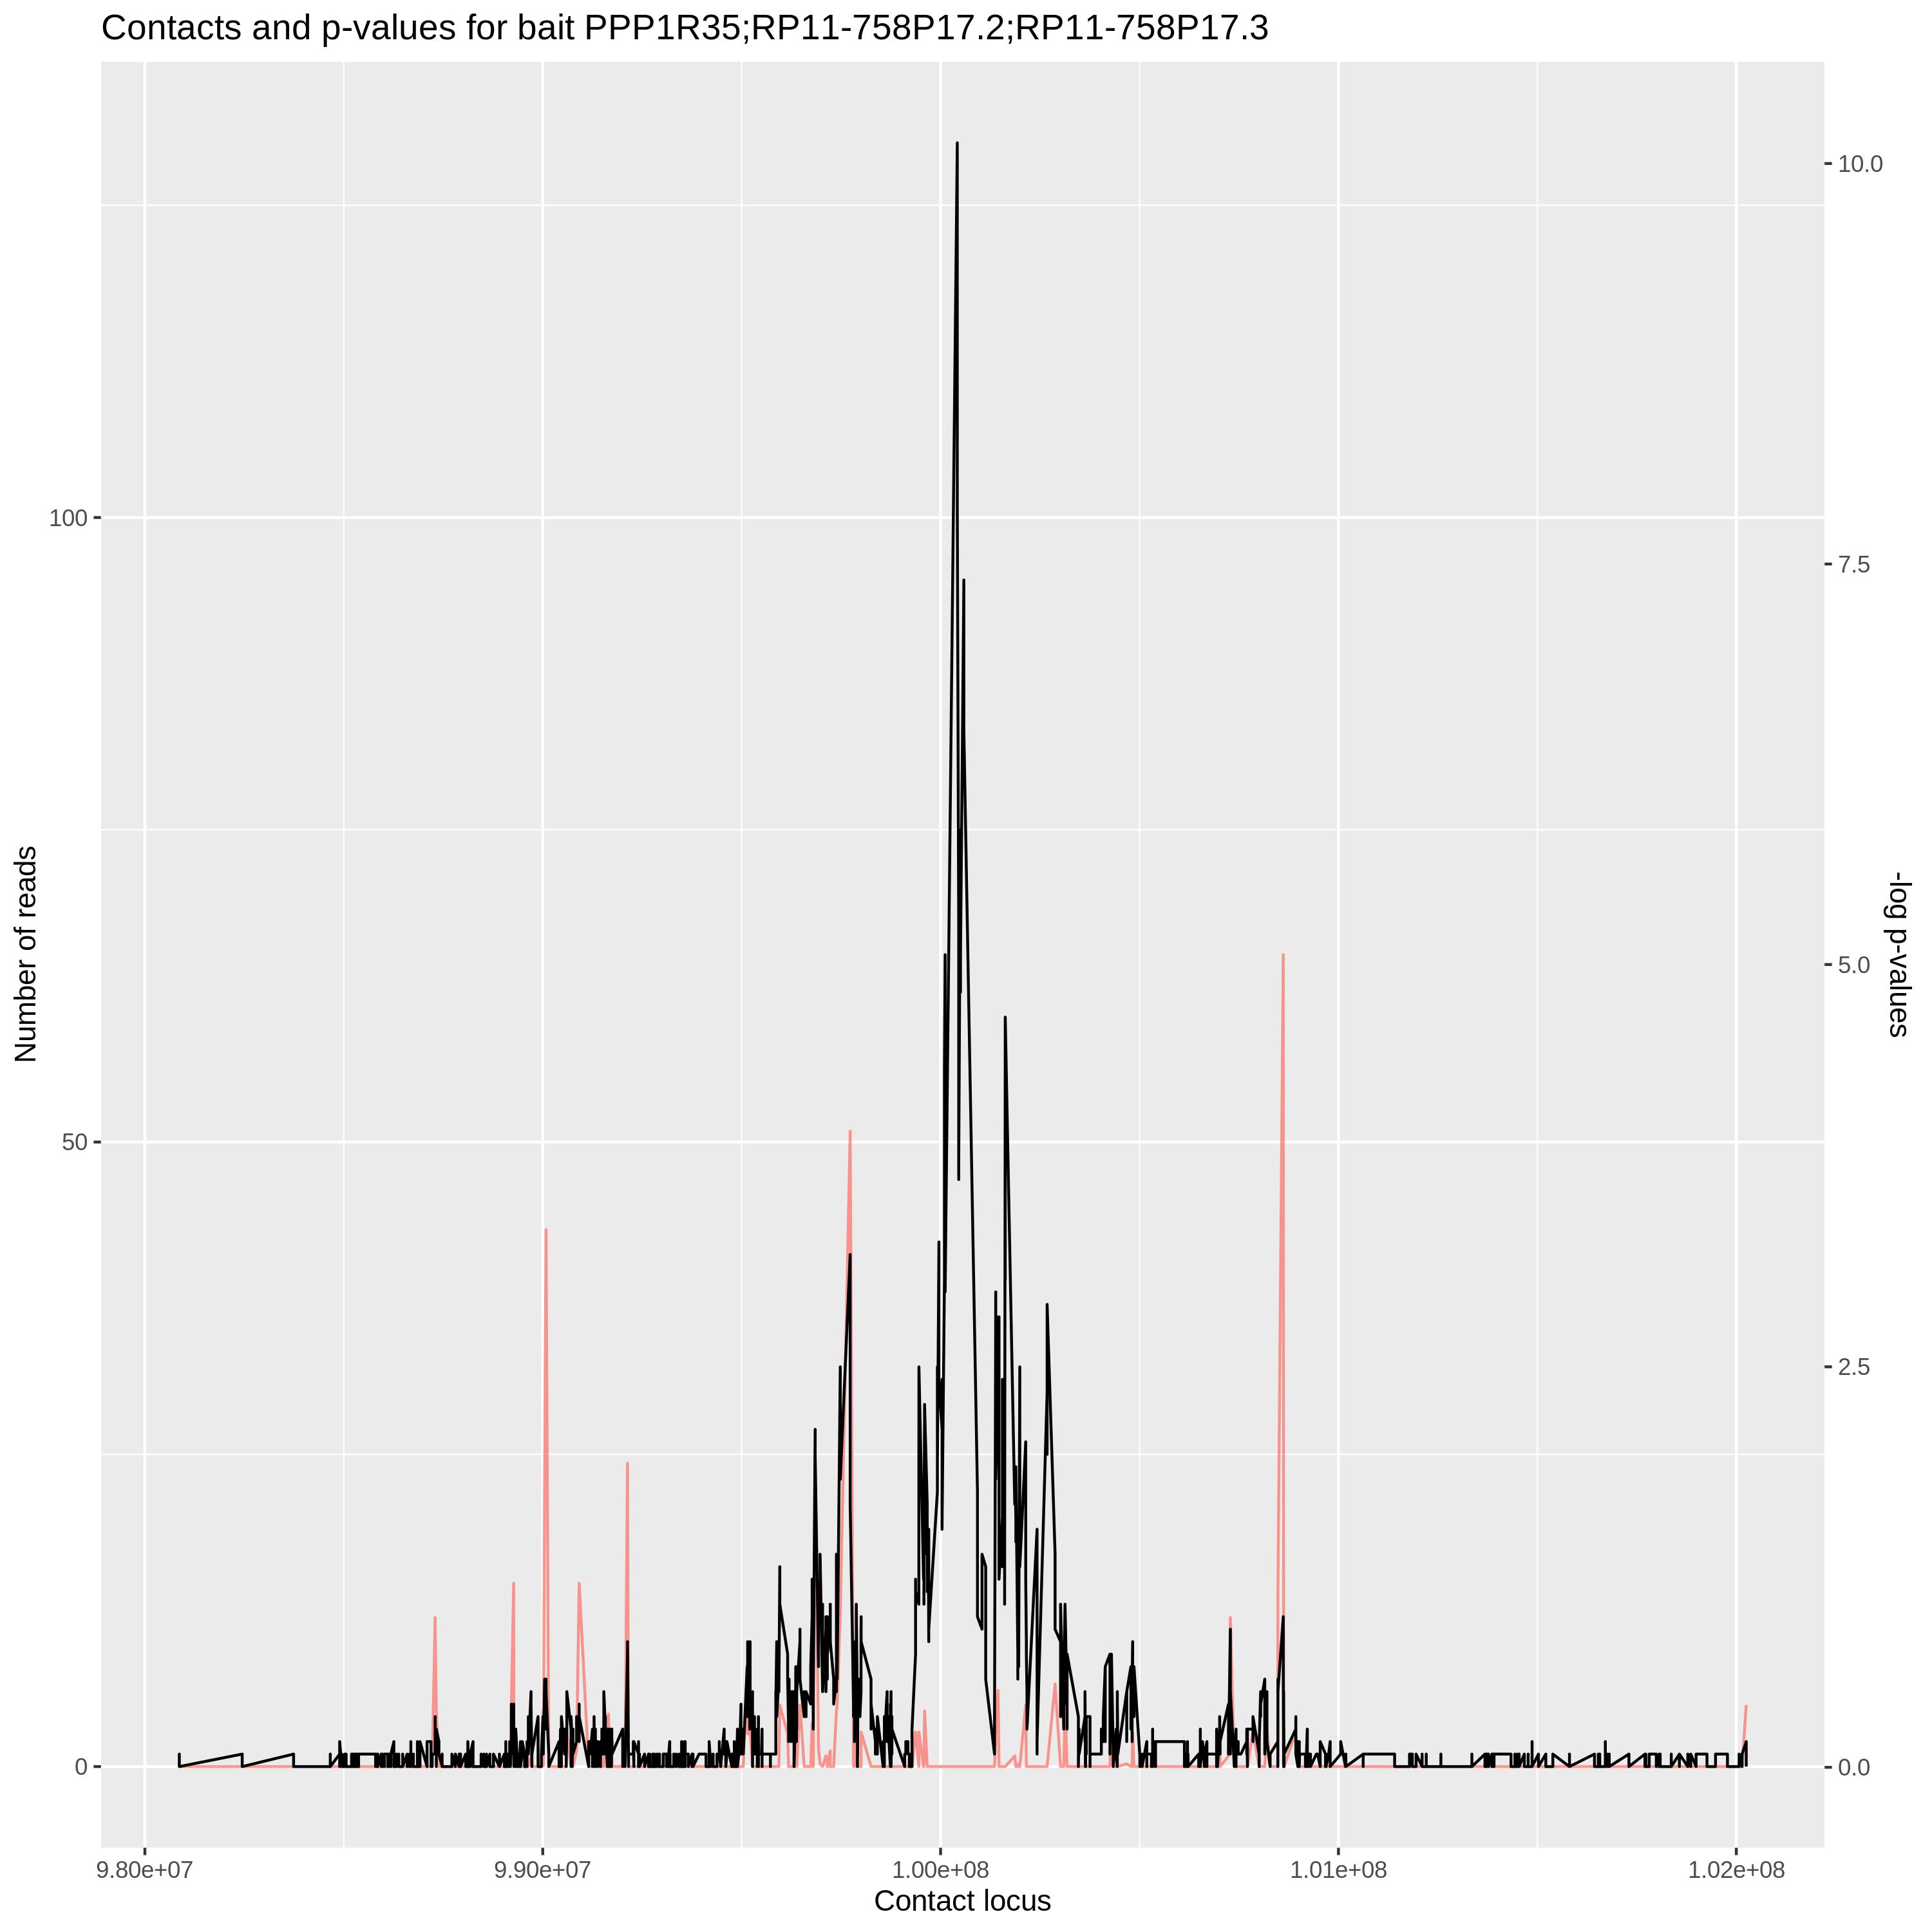 Contacts and p-values for bait PPP1R35;RP11-758P17.2;RP11-758P17.3
Number of reads
100
50
0
10.0
7.5
5.0
2.5
0.0
-log p-values
9.80e+07 9.90e+07 1.00e+08 1.01e+08 1.02e+08
Contact locus